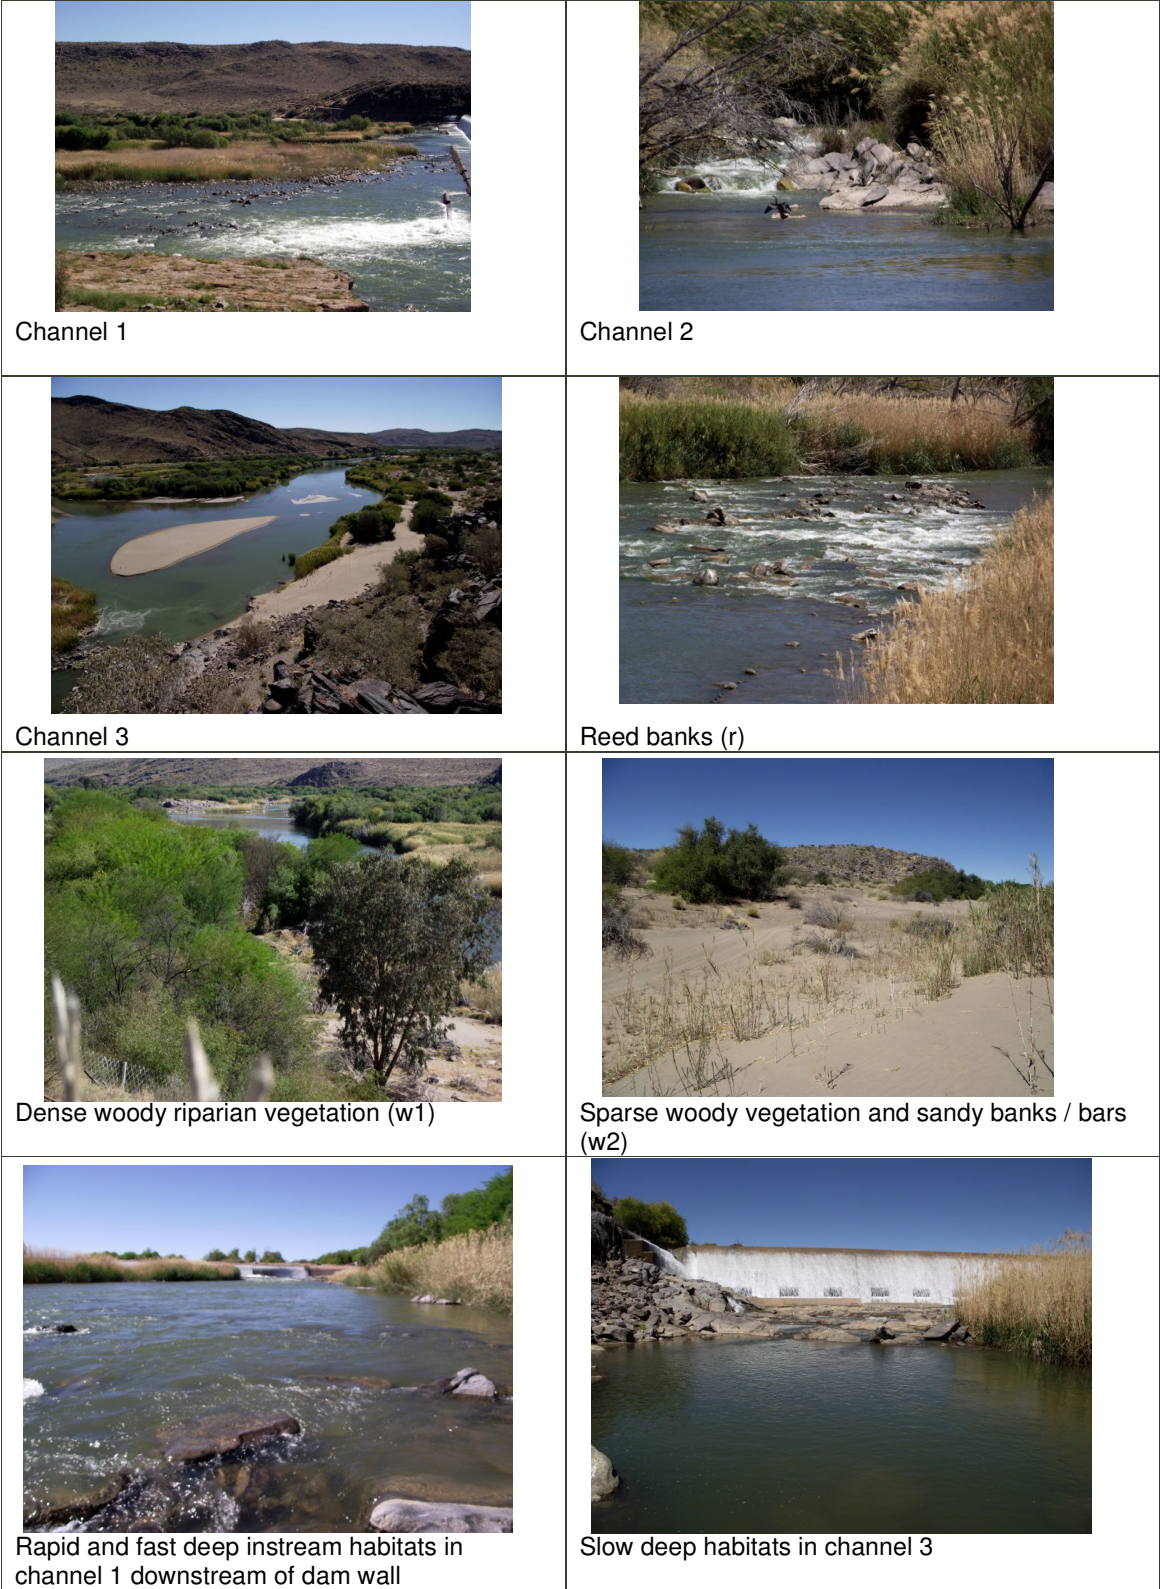 Channel 1
Channel 2
Channel 3
Reed banks (r)
Dense woody riparian vegetation (w1)
Sparse woody vegetation and sandy banks / bars
(w2)
Rapid and fast deep instream habitats in
channel 1 downstream of dam wall
Slow deep habitats in channel 3